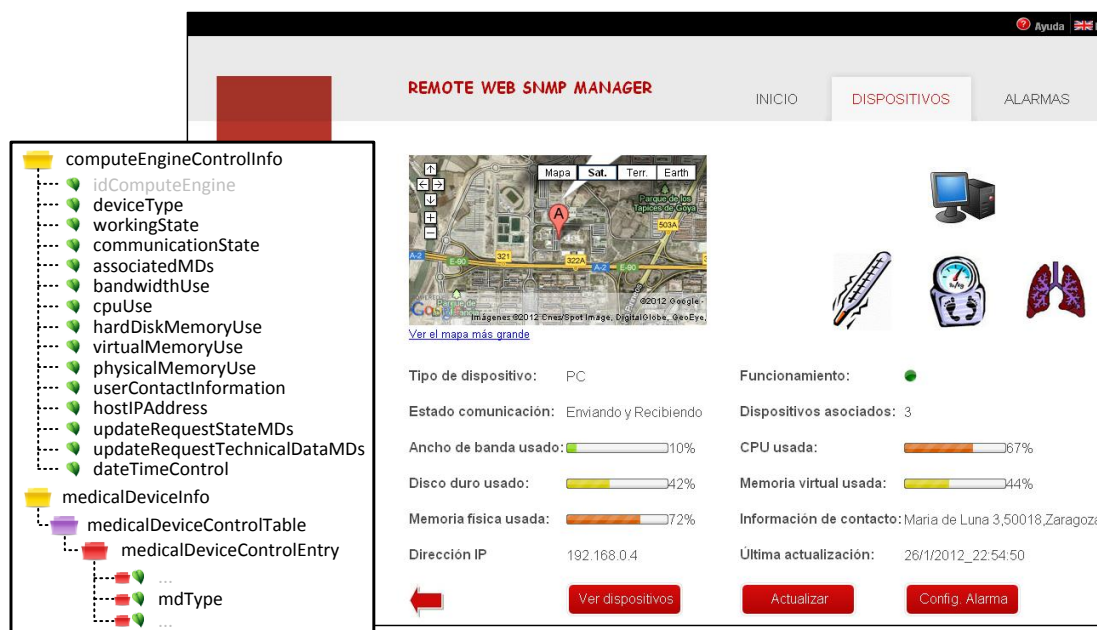 Ayuda
REMOTE WEB SNMP MANAGER
INICIO
DISPOSITIVOS
ALARMAS
computeEngineControlInfo
idComputeEngine
deviceType
workingState
communicationState
associatedMDs
bandwidthUse
cpuUse
hardDiskMemoryUse
virtualMemoryUse
physicalMemoryUse
userContactInformation
hostIPAddress
updateRequestStateMDs
updateRequestTechnicalDataMDs
dateTimeControl
medicalDeviceInfo
medicalDeviceControlTable
medicalDeviceControlEntry
...
mdType
...
Mapa Sat. Terr. Earth
Parque de los
Tapices de Goya
503A
A
A-2 E-90 321 322A A-2 E-90
Parque de
©2012 Google -
Imágenes ©2012 Cnes/Spot Image, DigitalGlobe, GeoEye,
Ver el mapa más grande
Tipo de dispositivo: PC
Funcionamiento:
Estado comunicación: Enviando y Recibiendo
Dispositivos asociados: 3
Ancho de banda usado: 10%
CPU usada: 67%
Disco duro usado: 42%
Memoria virtual usada: 44%
Memoria física usada: 72%
Información de contacto: Maria de Luna 3,50018,Zaragoza
Dirección IP 192.168.0.4
Última actualización: 26/1/2012_22:54:50
Ver dispositivos
Actualizar
Config. Alarma